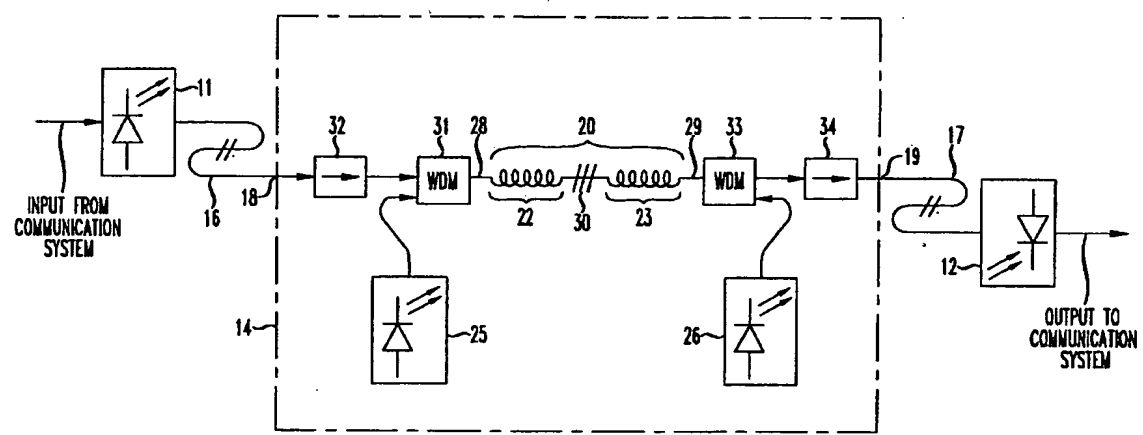 11
INPUT FROM
COMMUNICATION
SYSTEM
16
18
32
31
WDM
28
20
22
30
23
29
33
WDM
34
19
17
14
25
26
12
OUTPUT TO
COMMUNICATION
SYSTEM